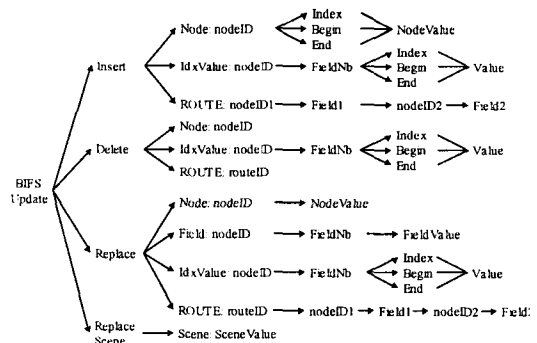 Index
Node: nodeID Begin NodeValue
End
Index
Insert IdxValue: nodeID FieldNb Begin Value
End
ROUTE: nodeID1 Field1 nodeID2 Field2
Node: nodeID
Index
Delete IdxValue: nodeID FieldNb Begin Value
End
ROUTE: routeID
BIFS
Update
Node: nodeID NodeValue
Field: nodeID FieldNb FieldValue
Replace
Index
IdxValue: nodeID FieldNb Begin Value
End
ROUTE: routeID nodeID1 Field1 nodeID2
Replace
Scene Scene: SceneValue